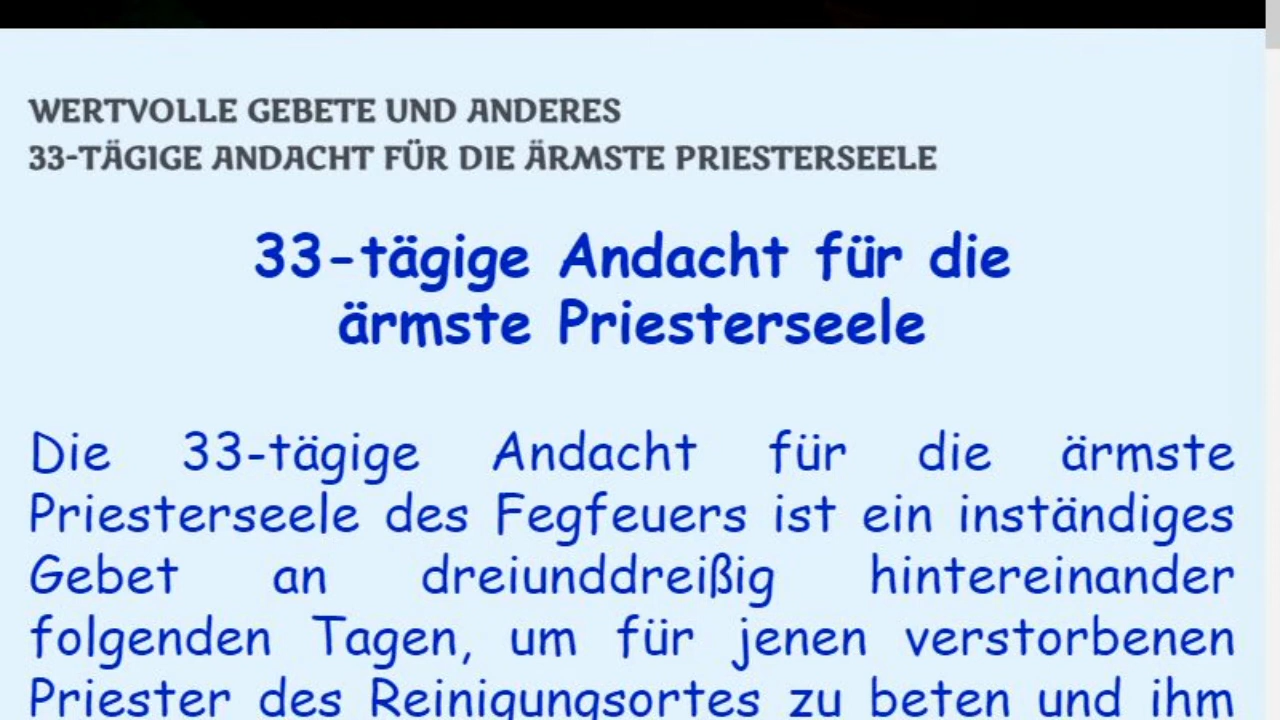 WERTVOLLE GEBETE UND ANDERES
33-TÄGIGE ANDACHT FÜR DIE ÄRMSTE PRIESTERSEELE
33-tägige Andacht für die
ärmste Priesterseele
Die 33-tägige Andacht für die ärmste
Priesterseele des Fegfeuers ist ein inständiges
Gebet an dreiunddreißig hintereinander
folgenden Tagen, um für jenen verstorbenen
Priester des Reinigungsortes zu beten und ihm